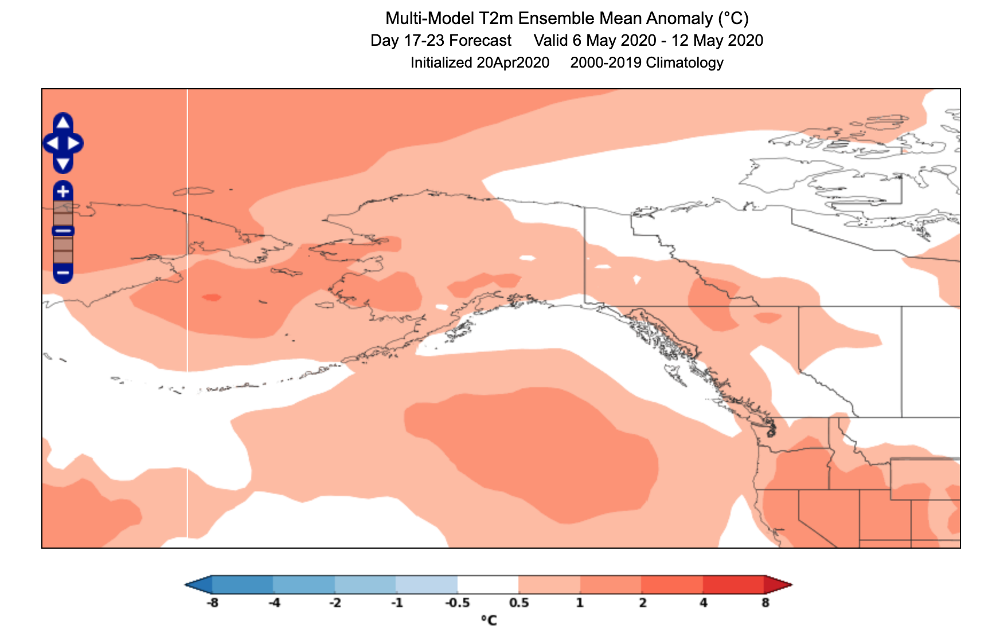 Multi-Model T2m Ensemble Mean Anomaly (°C)
Day 17-23 Forecast Valid 6 May 2020 - 12 May 2020
Initialized 20Apr2020 2000-2019 Climatology
+
−
-8 -4 -2 -1 -0.5 0.5 1 2 4 8
°C